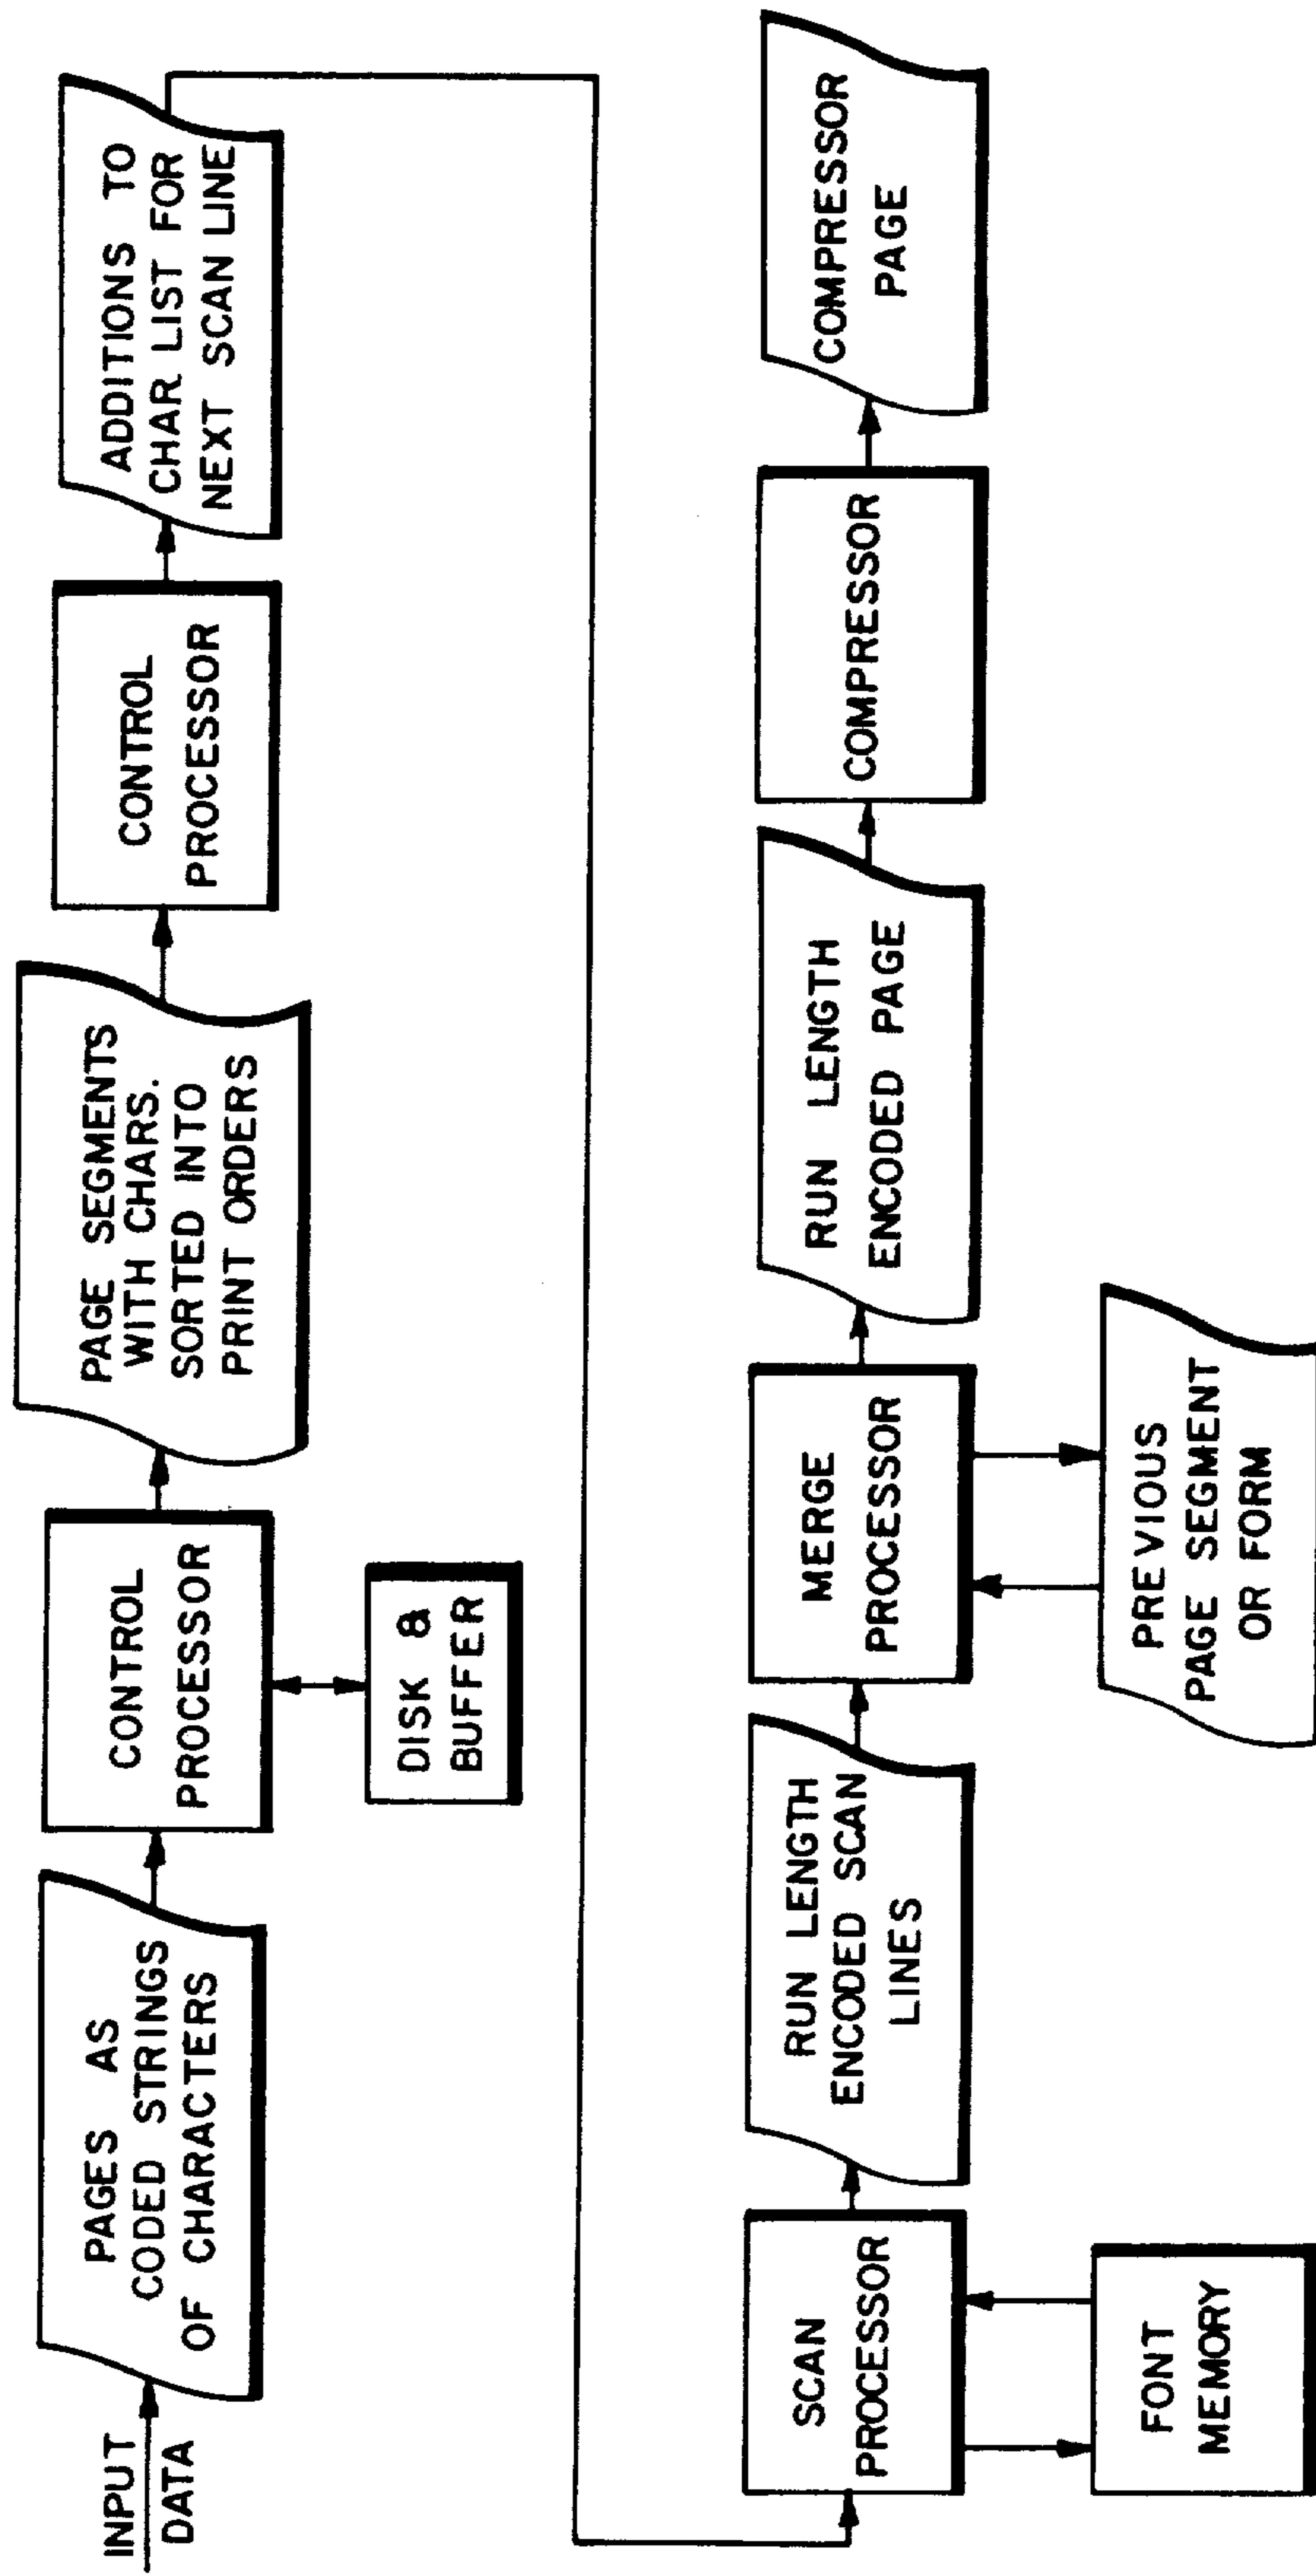 INPUT
DATA
PAGES AS
CODED STRINGS
OF CHARACTERS
CONTROL
PROCESSOR
DISK &
BUFFER
PAGE SEGMENTS
WITH CHARS.
SORTED INTO
PRINT ORDERS
CONTROL
PROCESSOR
ADDITIONS TO
CHAR LIST FOR
NEXT SCAN LINE
SCAN
PROCESSOR
FONT
MEMORY
RUN LENGTH
ENCODED SCAN
LINES
MERGE
PROCESSOR
PREVIOUS
PAGE SEGMENT
OR FORM
RUN LENGTH
ENCODED PAGE
COMPRESSOR
COMPRESSOR
PAGE